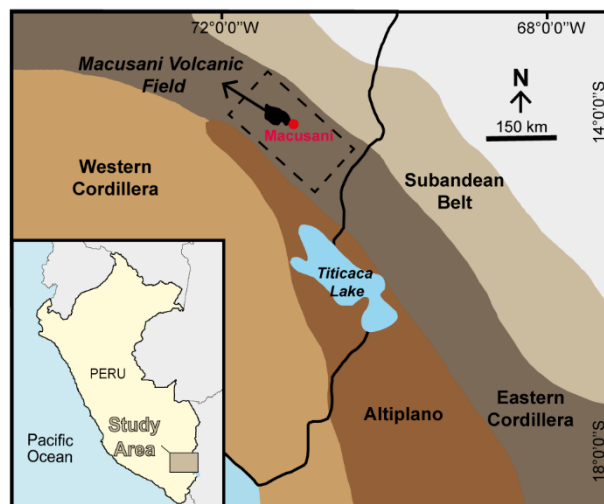 72°0'0"W
68°0'0"W
Macusani Volcanic
Field
N
150 km
14°0'0"S
Macusani
Western
Cordillera
Subandean
Belt
Titicaca
Lake
PERU
Study
Area
Pacific
Ocean
Altiplano
Eastern
Cordillera
18°0'0"S